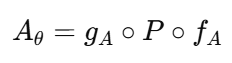 A_θ = g_A ∘ P ∘ f_A